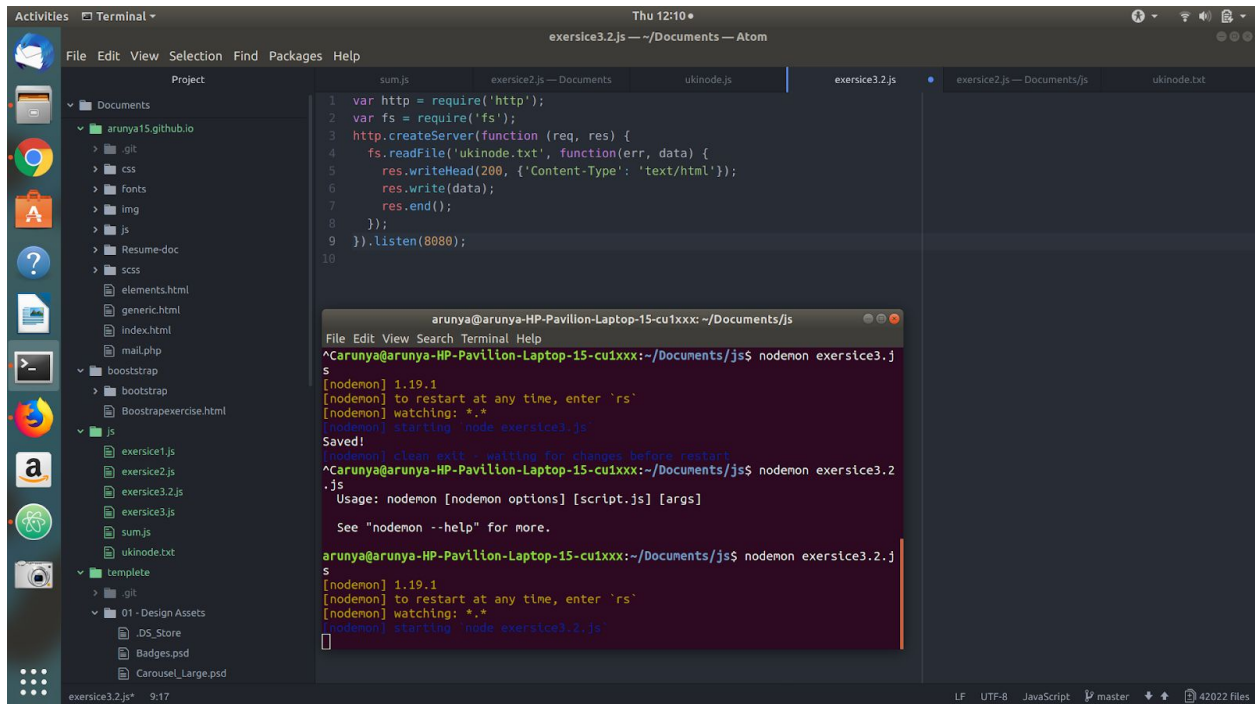 Activities Terminal Thu 12:10
exersice3.2.js — ~/Documents — Atom
File Edit View Selection Find Packages Help
Project
sum.js exersice2.js — Documents ukinode.js exersice3.2.js exersice2.js — Documents/js ukinode.txt
Documents
arunya15.github.io
.git
css
fonts
img
js
Resume-doc
scss
elements.html
generic.html
index.html
mail.php
booststrap
bootstrap
Boostrapexercise.html
js
exersice1.js
exersice2.js
exersice3.2.js
exersice3.js
sum.js
ukinode.txt
templete
.git
01 - Design Assets
.DS_Store
Badges.psd
Carousel_Large.psd
1 var http = require('http');
2 var fs = require('fs');
3 http.createServer(function (req, res) {
4 fs.readFile('ukinode.txt', function(err, data) {
5 res.writeHead(200, {'Content-Type': 'text/html'});
6 res.write(data);
7 res.end();
8 });
9 }).listen(8080);
10
arunya@arunya-HP-Pavilion-Laptop-15-cu1xxx: ~/Documents/js
File Edit View Search Terminal Help
^Carunya@arunya-HP-Pavilion-Laptop-15-cu1xxx:~/Documents/js$ nodemon exersice3.j
s
[nodemon] 1.19.1
[nodemon] to restart at any time, enter `rs`
[nodemon] watching: *.*
[nodemon] starting `node exersice3.js`
Saved!
[nodemon] clean exit - waiting for changes before restart
^Carunya@arunya-HP-Pavilion-Laptop-15-cu1xxx:~/Documents/js$ nodemon exersice3.2
.js
Usage: nodemon [nodemon options] [script.js] [args]
See "nodemon --help" for more.
arunya@arunya-HP-Pavilion-Laptop-15-cu1xxx:~/Documents/js$ nodemon exersice3.2.j
s
[nodemon] 1.19.1
[nodemon] to restart at any time, enter `rs`
[nodemon] watching: *.*
[nodemon] starting `node exersice3.2.js`
exersice3.2.js* 9:17 LF UTF-8 JavaScript master 42022 files